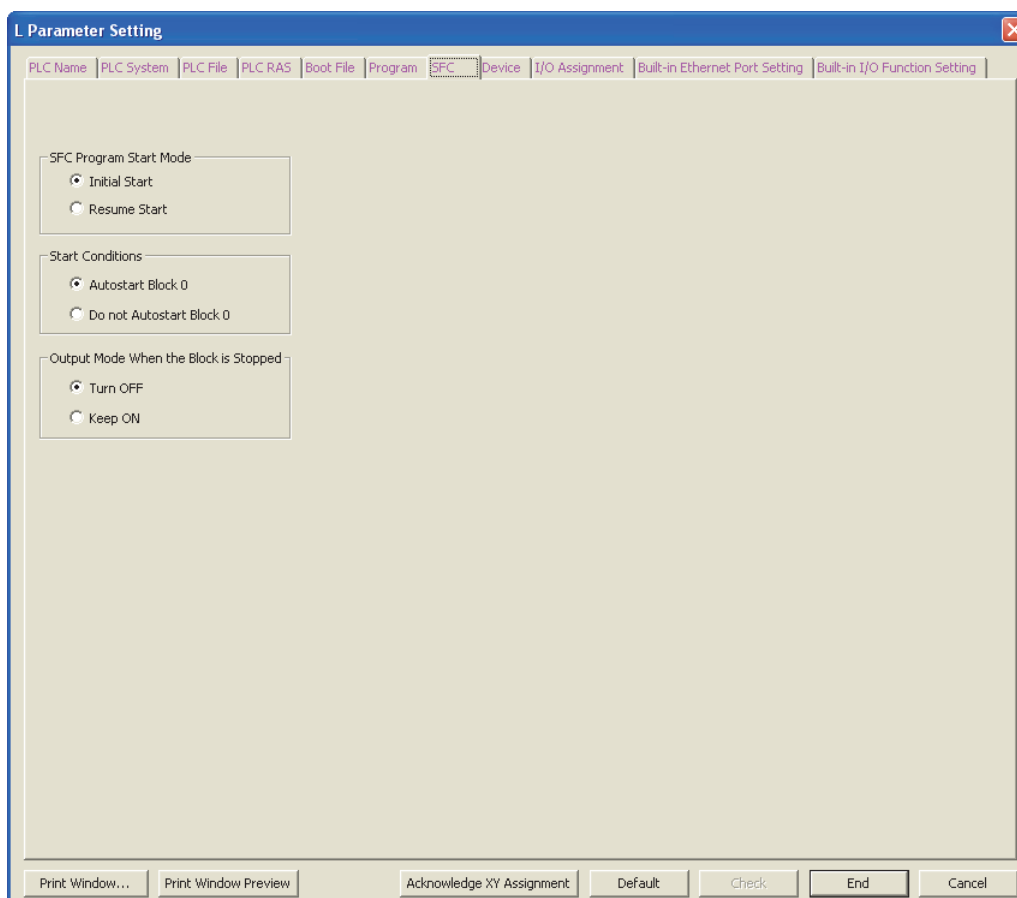 L Parameter Setting
PLC Name PLC System PLC File PLC RAS Boot File Program SFC Device I/O Assignment Built-in Ethernet Port Setting Built-in I/O Function Setting
SFC Program Start Mode
Initial Start
Resume Start
Start Conditions
Autostart Block 0
Do not Autostart Block 0
Output Mode When the Block is Stopped
Turn OFF
Keep ON
Print Window... Print Window Preview Acknowledge XY Assignment Default Check End Cancel